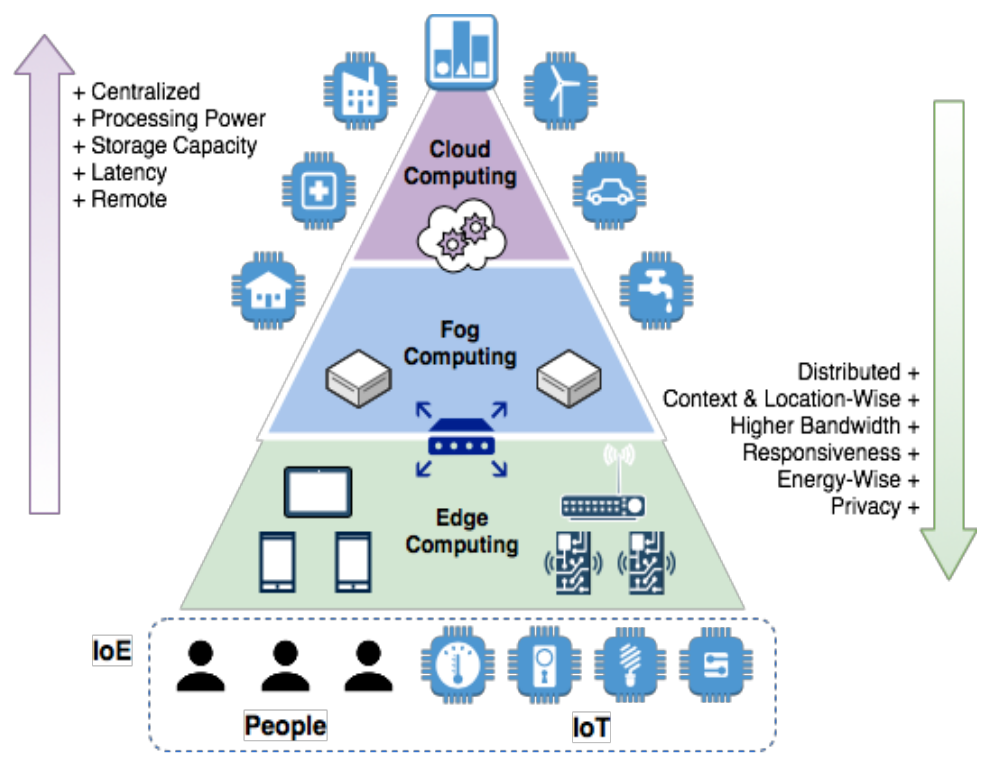 + Centralized
+ Processing Power
+ Storage Capacity
+ Latency
+ Remote
Cloud
Computing
Fog
Computing
Distributed +
Context & Location-Wise +
Higher Bandwidth +
Responsiveness +
Energy-Wise +
Privacy +
Edge
Computing
IoE
People
IoT